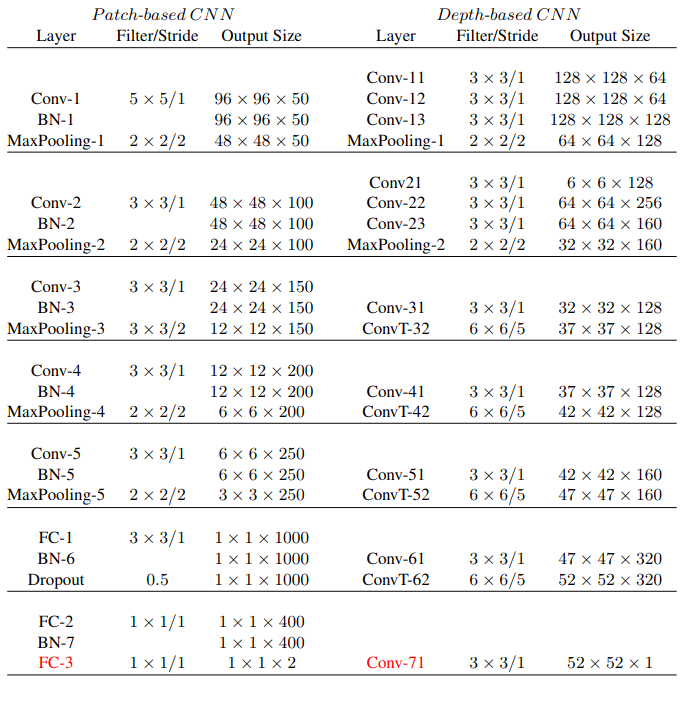 Patch-based CNN Depth-based CNN
Layer Filter/Stride Output Size Layer Filter/Stride Output Size
Conv-11 3 × 3/1 128 × 128 × 64
Conv-1 5 × 5/1 96 × 96 × 50 Conv-12 3 × 3/1 128 × 128 × 64
BN-1 96 × 96 × 50 Conv-13 3 × 3/1 128 × 128 × 128
MaxPooling-1 2 × 2/2 48 × 48 × 50 MaxPooling-1 2 × 2/2 64 × 64 × 128
Conv21 3 × 3/1 6 × 6 × 128
Conv-2 3 × 3/1 48 × 48 × 100 Conv-22 3 × 3/1 64 × 64 × 256
BN-2 48 × 48 × 100 Conv-23 3 × 3/1 64 × 64 × 160
MaxPooling-2 2 × 2/2 24 × 24 × 100 MaxPooling-2 2 × 2/2 32 × 32 × 160
Conv-3 3 × 3/1 24 × 24 × 150
BN-3 24 × 24 × 150 Conv-31 3 × 3/1 32 × 32 × 128
MaxPooling-3 3 × 3/2 12 × 12 × 150 ConvT-32 6 × 6/5 37 × 37 × 128
Conv-4 3 × 3/1 12 × 12 × 200
BN-4 12 × 12 × 200 Conv-41 3 × 3/1 37 × 37 × 128
MaxPooling-4 2 × 2/2 6 × 6 × 200 ConvT-42 6 × 6/5 42 × 42 × 128
Conv-5 3 × 3/1 6 × 6 × 250
BN-5 6 × 6 × 250 Conv-51 3 × 3/1 42 × 42 × 160
MaxPooling-5 2 × 2/2 3 × 3 × 250 ConvT-52 6 × 6/5 47 × 47 × 160
FC-1 3 × 3/1 1 × 1 × 1000
BN-6 1 × 1 × 1000 Conv-61 3 × 3/1 47 × 47 × 320
Dropout 0.5 1 × 1 × 1000 ConvT-62 6 × 6/5 52 × 52 × 320
FC-2 1 × 1/1 1 × 1 × 400
BN-7 1 × 1 × 400
FC-3 1 × 1/1 1 × 1 × 2 Conv-71 3 × 3/1 52 × 52 × 1